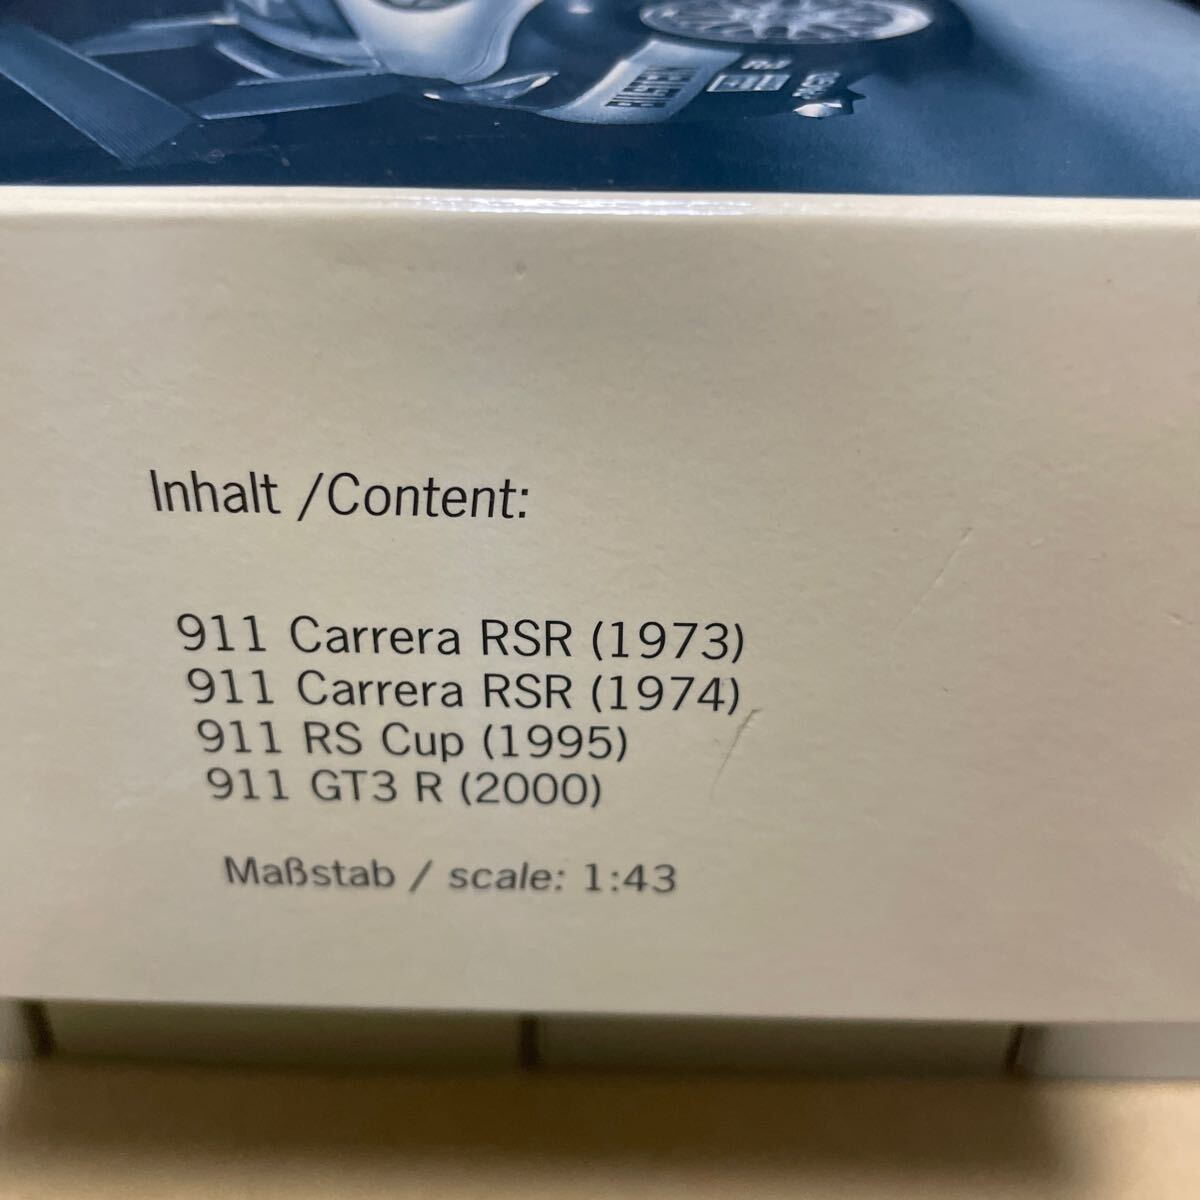 Inhalt /Content:
911 Carrera RSR (1973)
911 Carrera RSR (1974)
911 RS Cup (1995)
911 GT3 R (2000)
Maßstab / scale: 1:43